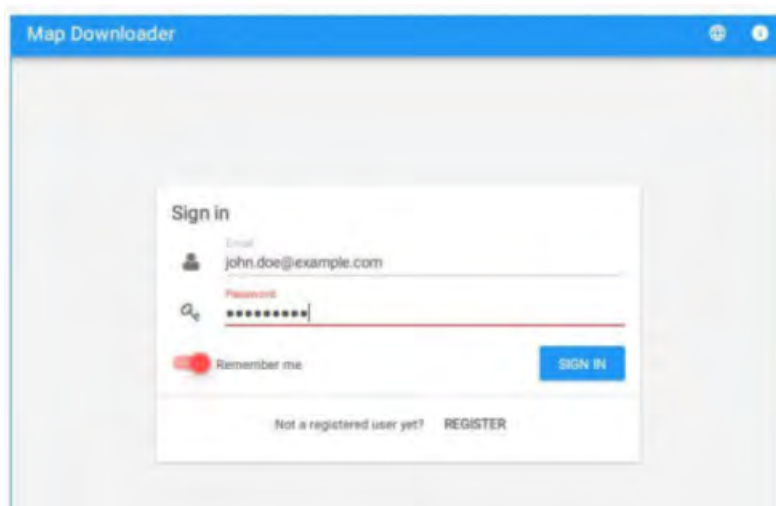 Map Downloader
Sign in
Email
john.doe@example.com
Password
•••••••••
Remember me
SIGN IN
Not a registered user yet? REGISTER